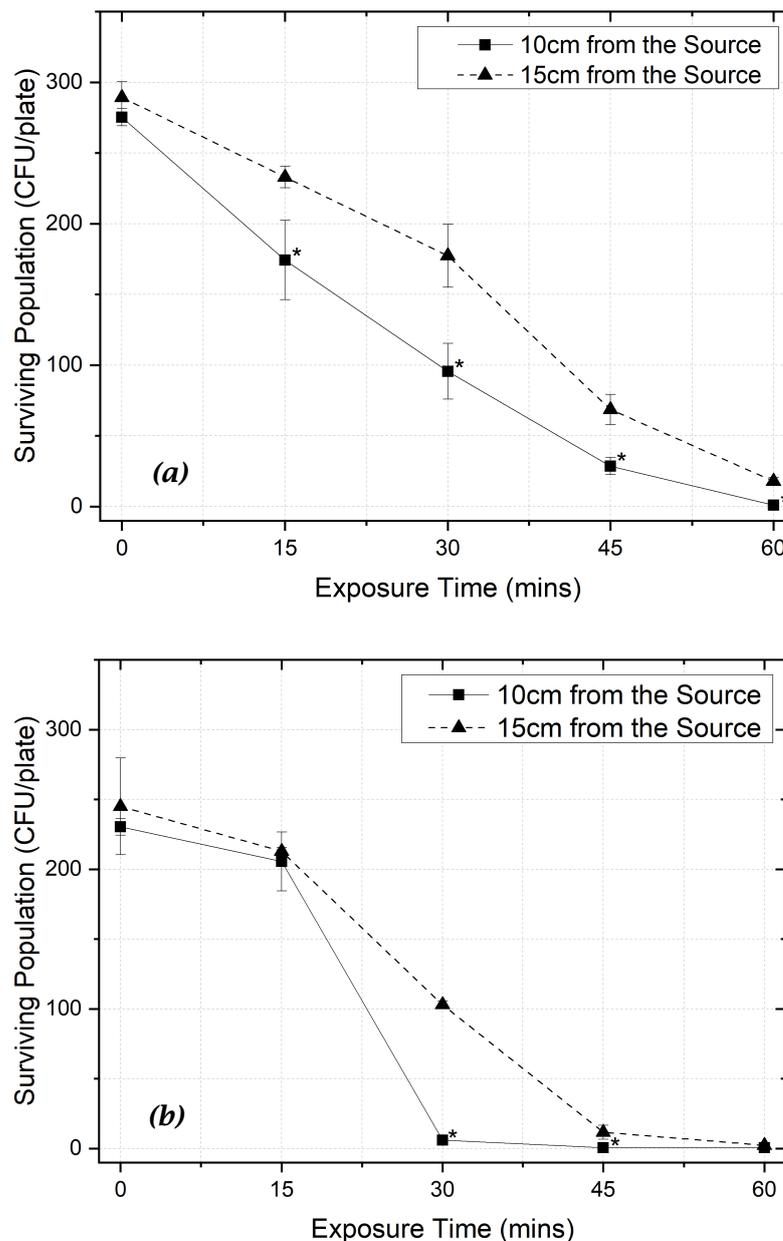 10cm from the Source
15cm from the Source
Surviving Population (CFU/plate)
300
200
100
0
*
*
*
*
(a)
0 15 30 45 60
Exposure Time (mins)
10cm from the Source
15cm from the Source
Surviving Population (CFU/plate)
300
200
100
0
*
*
(b)
0 15 30 45 60
Exposure Time (mins)